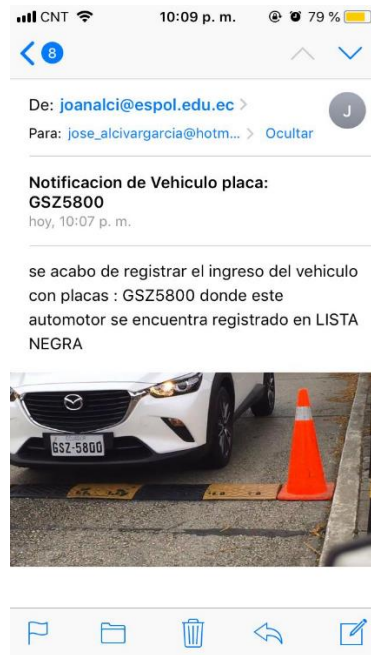 CNT 10:09 p. m. 79 %
8
De: joanalci@espol.edu.ec
J
Para: jose_alcivargarcia@hotm... Ocultar
Notificacion de Vehiculo placa:
GSZ5800
hoy, 10:07 p. m.
se acabo de registrar el ingreso del vehiculo
con placas : GSZ5800 donde este
automotor se encuentra registrado en LISTA
NEGRA
GSZ-5800